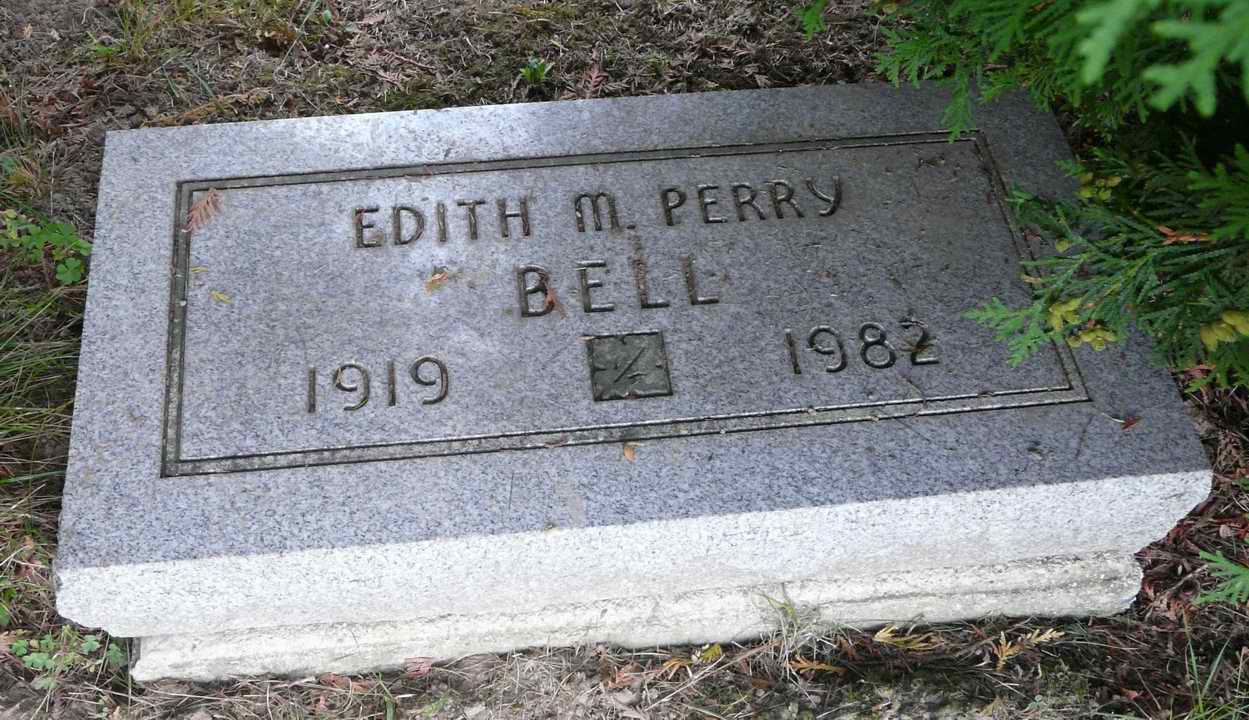 EDITH M. PERRY
BELL
1919 1982